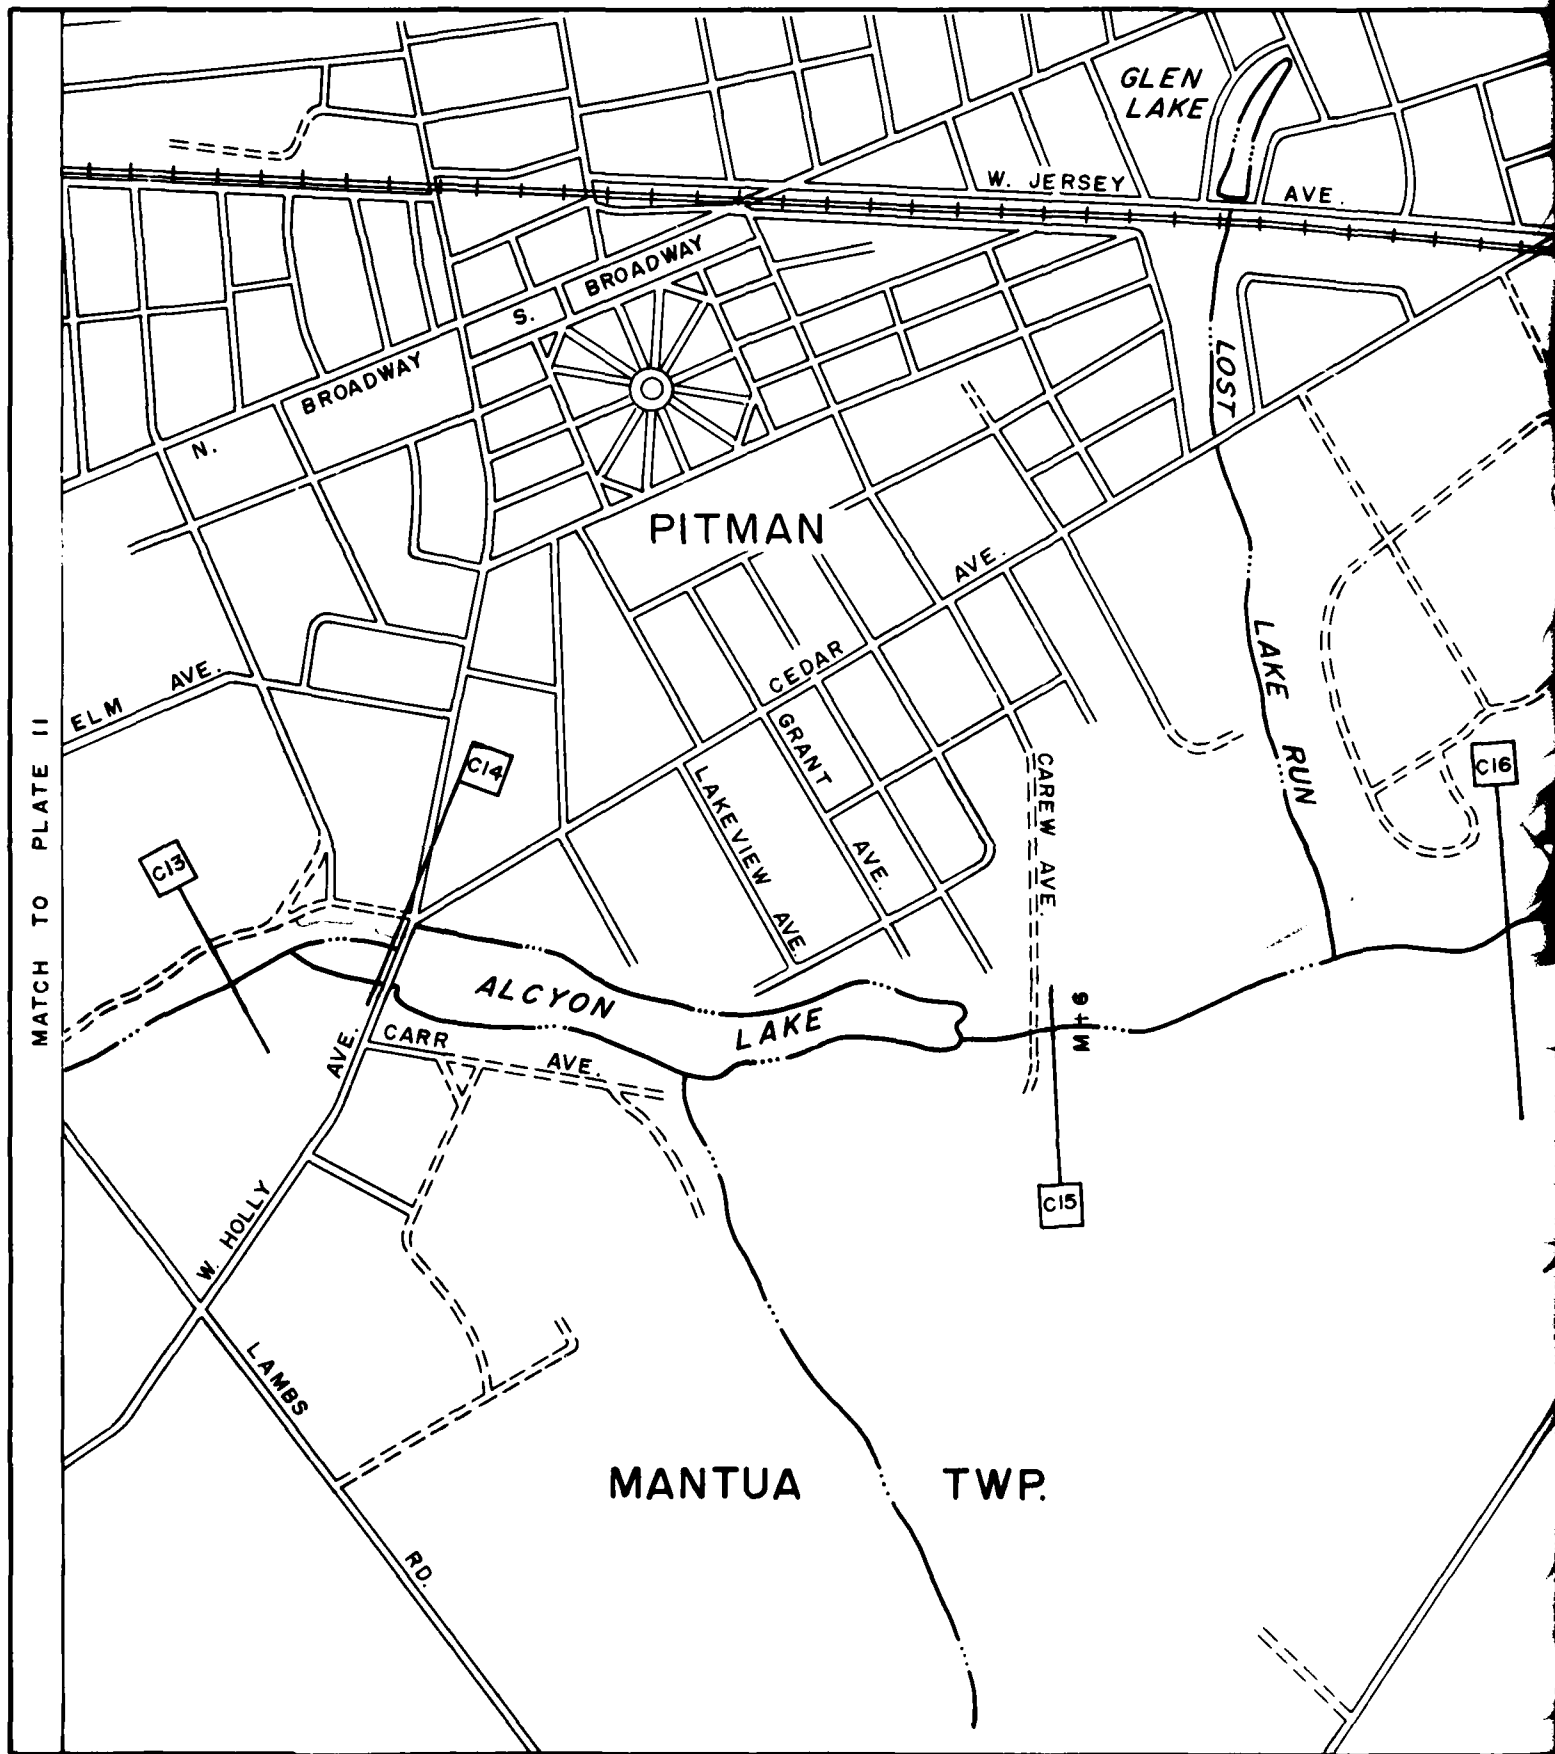 GLEN
LAKE
W. JERSEY AVE.
S. BROADWAY
N. BROADWAY
LOST LAKE RUN
PITMAN
CEDAR AVE.
ELM AVE.
GRANT AVE.
LAKEVIEW AVE.
CAREW AVE.
C14
C16
C13
MATCH TO PLATE 11
ALCYON LAKE
M+6
CARR AVE.
C15
W. HOLLY AVE.
LAMBS RD.
MANTUA TWP.